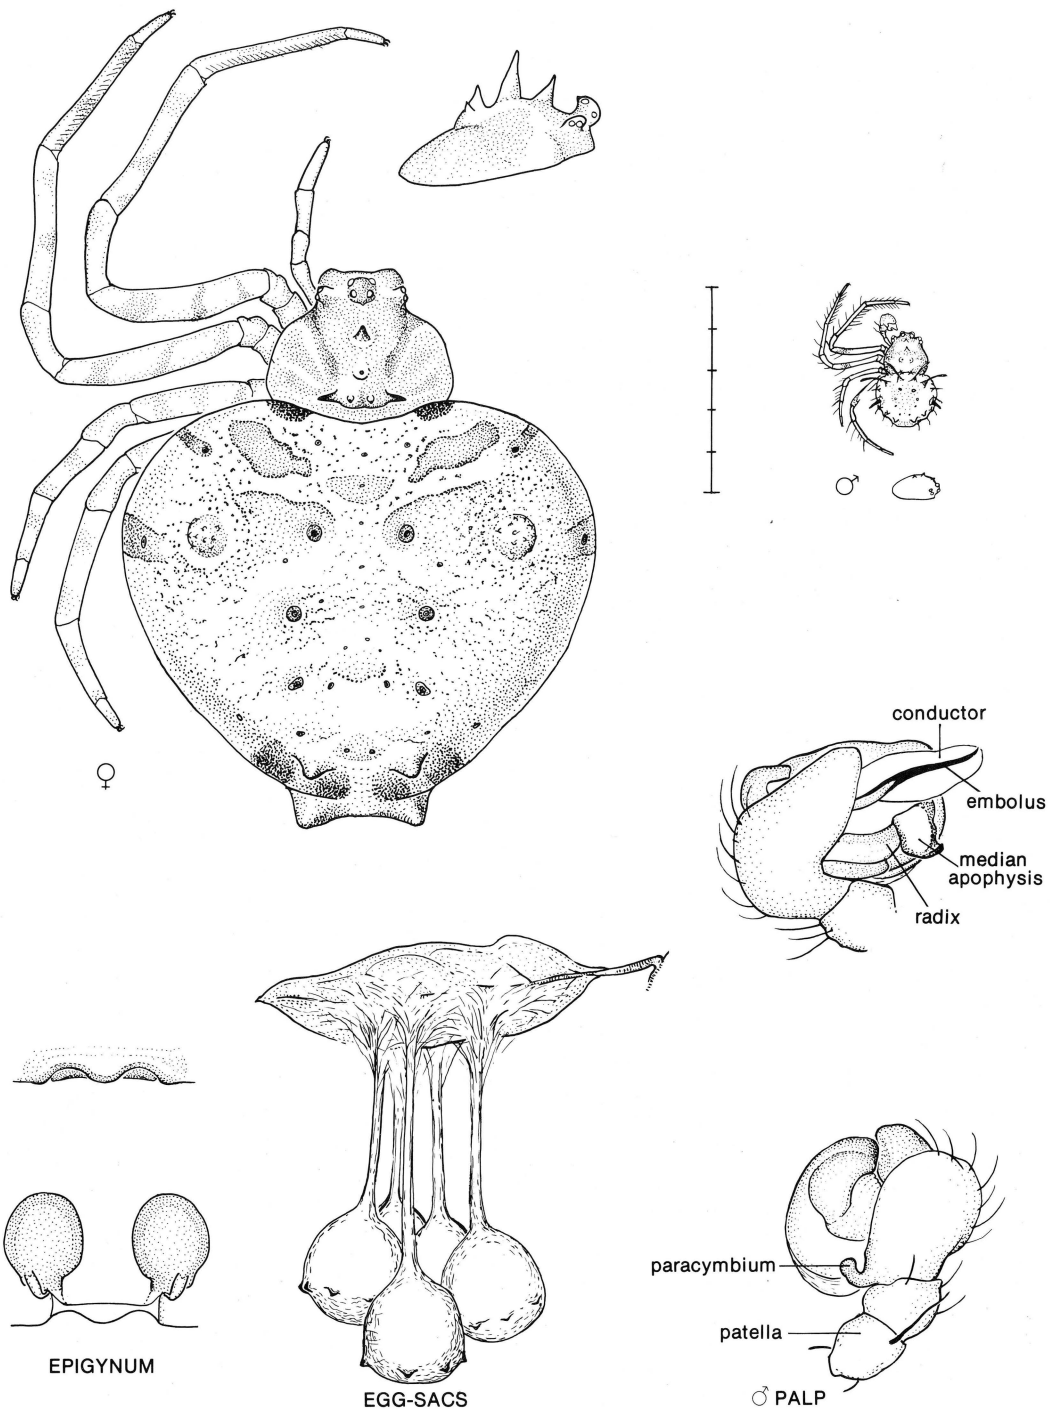 ♂
conductor
♀
embolus
median
apophysis
radix
paracymbium
patella
EPIGYNUM
EGG-SACS
♂ PALP